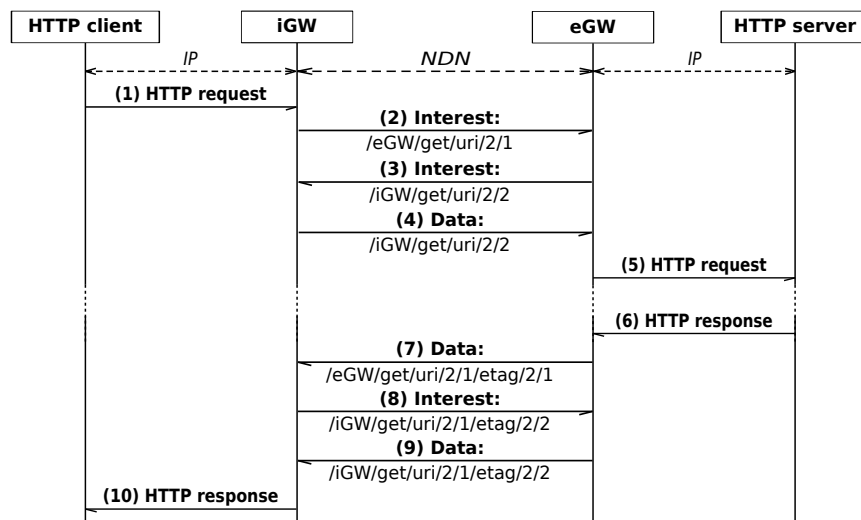 HTTP client
iGW
eGW
HTTP server
IP
NDN
IP
(1) HTTP request
(2) Interest:
/eGW/get/uri/2/1
(3) Interest:
/iGW/get/uri/2/2
(4) Data:
/iGW/get/uri/2/2
(5) HTTP request
(6) HTTP response
(7) Data:
/eGW/get/uri/2/1/etag/2/1
(8) Interest:
/iGW/get/uri/2/1/etag/2/2
(9) Data:
/iGW/get/uri/2/1/etag/2/2
(10) HTTP response